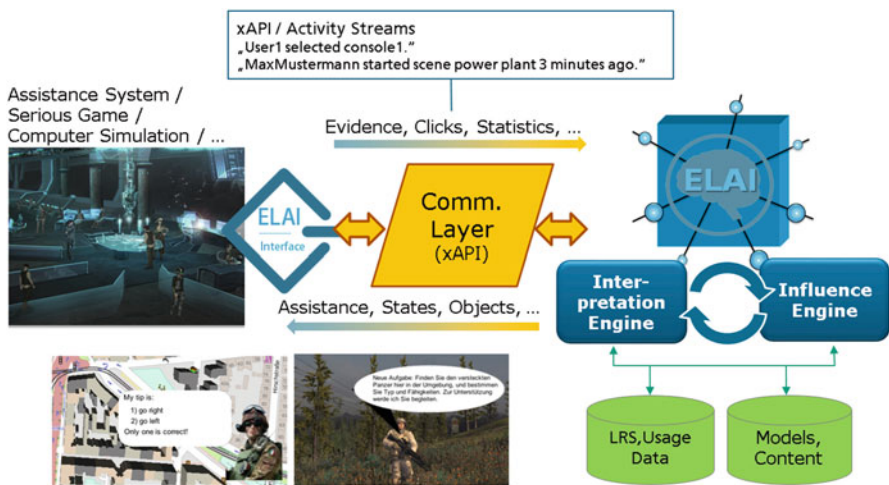 xAPI / Activity Streams
„User1 selected console1.”
„MaxMustermann started scene power plant 3 minutes ago.”
Assistance System /
Serious Game /
Computer Simulation / ...
Evidence, Clicks, Statistics, ...
ELAI
Interface
Comm.
Layer
(xAPI)
ELAI
Inter-
pretation
Engine
Influence
Engine
Assistance, States, Objects, ...
My tip is:
1) go right
2) go left
Only one is correct!
Hirschstraße
Neue Aufgabe: Finden Sie den versteckten
Panzer hier in der Umgebung, und bestimmen
Sie Typ und Fähigkeiten. Zur Unterstützung
werde ich Sie begleiten.
LRS,Usage
Data
Models,
Content